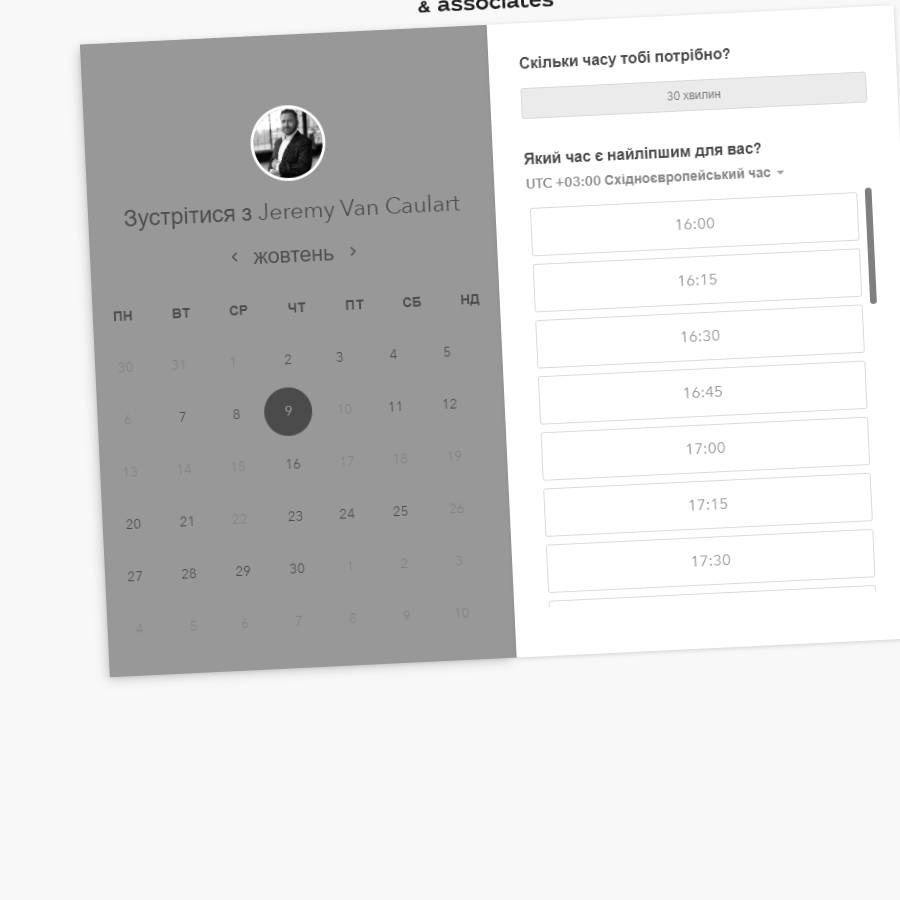 & associates
Зустрітися з Jeremy Van Caulart
жовтень
ПН ВТ СР ЧТ ПТ СБ НД
30 31 1 2 3 4 5
6 7 8 9 10 11 12
13 14 15 16 17 18 19
20 21 22 23 24 25 26
27 28 29 30 1 2 3
4 5 6 7 8 9 10
Скільки часу тобі потрібно?
30 хвилин
Який час є найліпшим для вас?
UTC +03:00 Східноєвропейський час
16:00
16:15
16:30
16:45
17:00
17:15
17:30